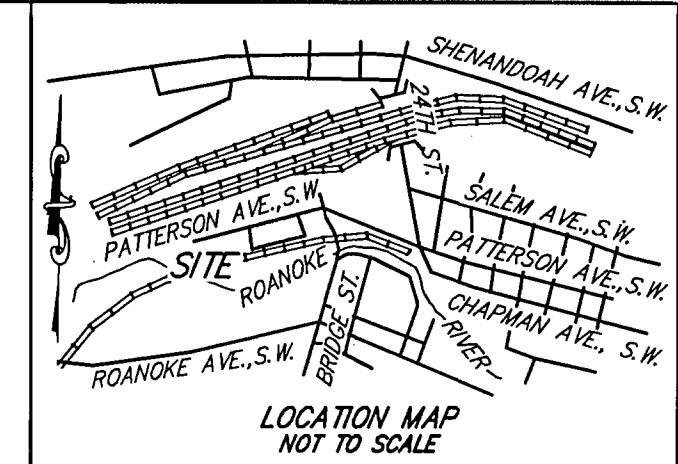 SHENANDOAH AVE., S.W.
24TH ST.
SALEM AVE., S.W.
PATTERSON AVE., S.W.
PATTERSON AVE., S.W.
SITE
ROANOKE RIVER
CHAPMAN AVE., S.W.
BRIDGE ST.
ROANOKE AVE., S.W.
LOCATION MAP
NOT TO SCALE